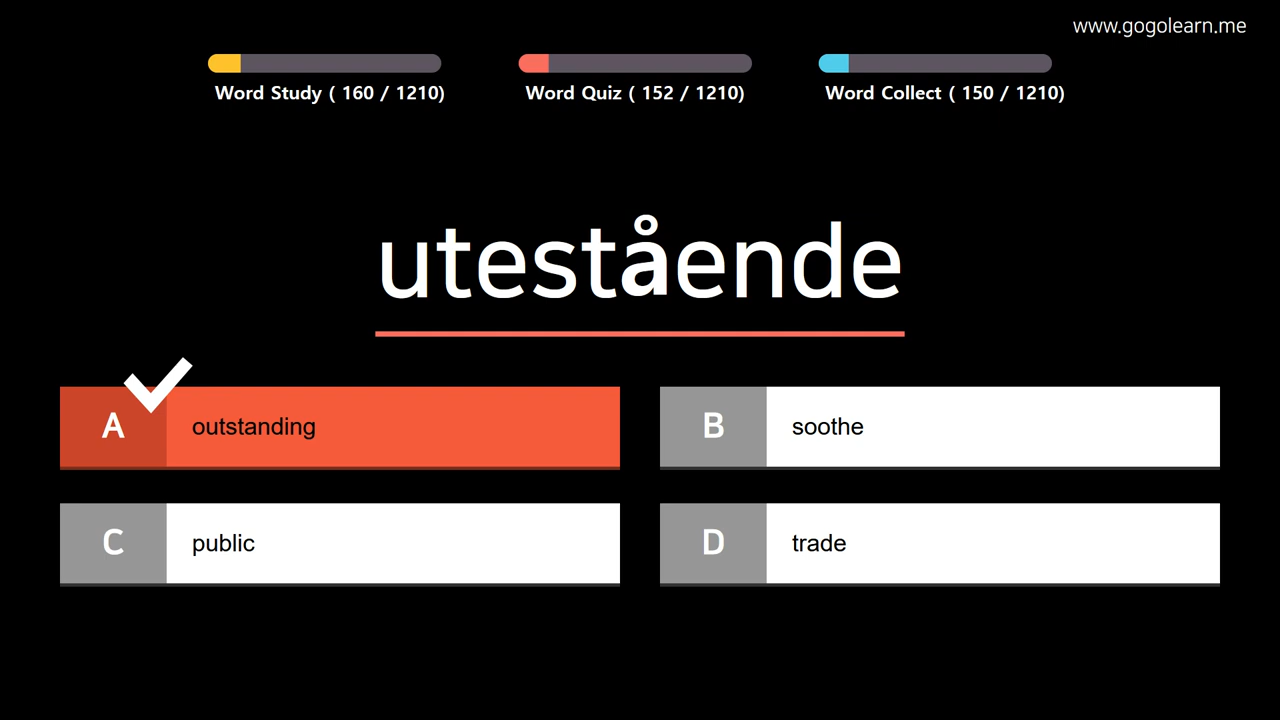 www.gogolearn.me
Word Study ( 160 / 1210)
Word Quiz ( 152 / 1210)
Word Collect ( 150 / 1210)
utestående
A outstanding
B soothe
C public
D trade